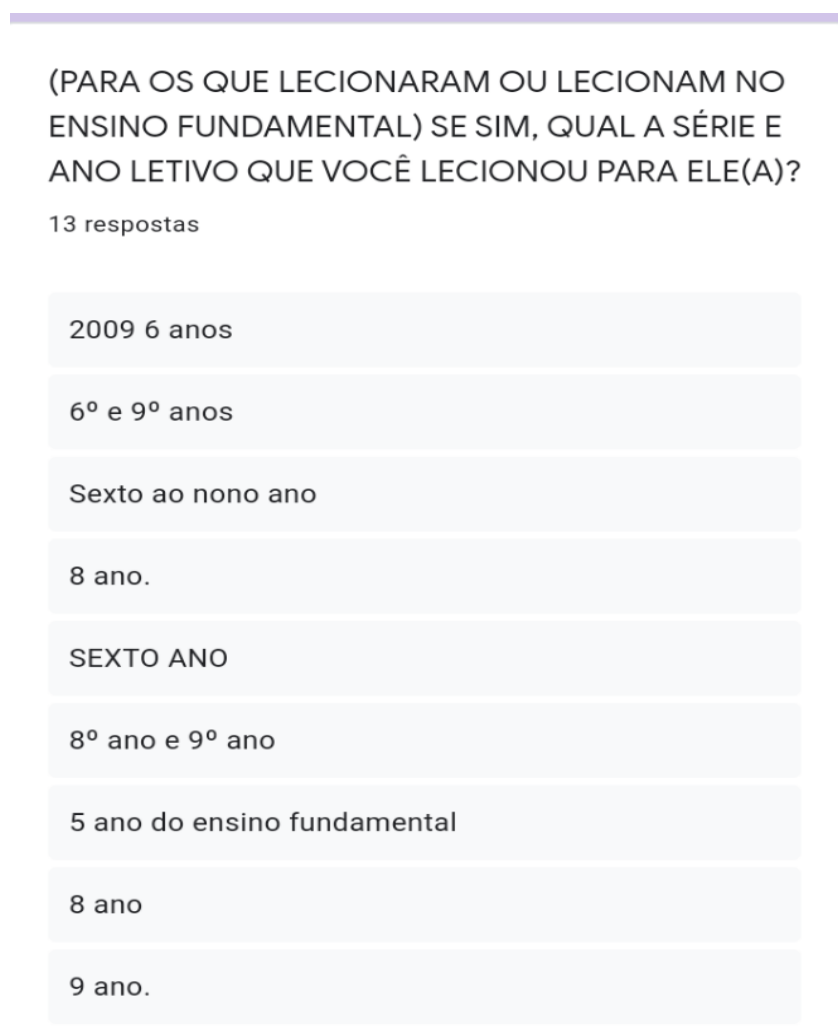 (PARA OS QUE LECIONARAM OU LECIONAM NO
ENSINO FUNDAMENTAL) SE SIM, QUAL A SÉRIE E
ANO LETIVO QUE VOCÊ LECIONOU PARA ELE(A)?
13 respostas
2009 6 anos
6º e 9º anos
Sexto ao nono ano
8 ano.
SEXTO ANO
8º ano e 9º ano
5 ano do ensino fundamental
8 ano
9 ano.